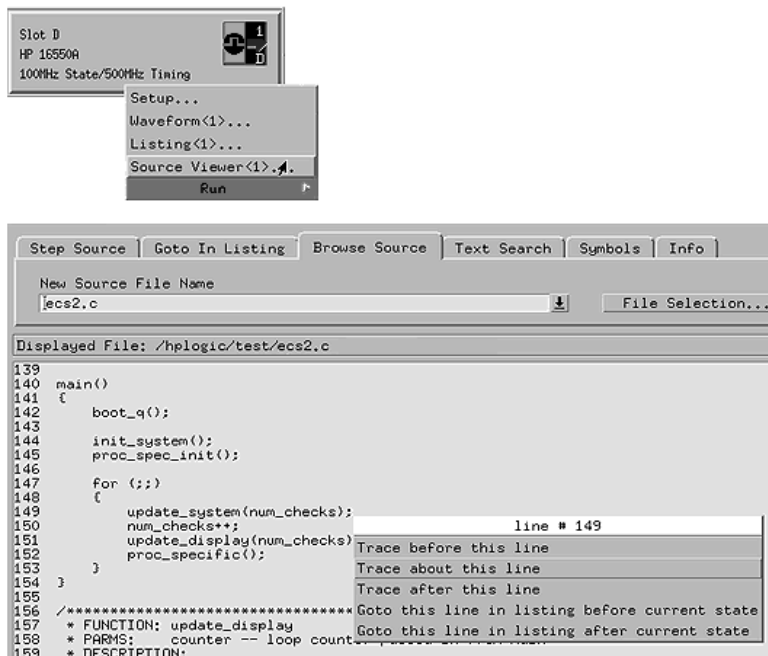 Slot D
HP 16550A
100MHz State/500MHz Timing
1
D
Setup...
Waveform<1>...
Listing<1>...
Source Viewer<1>...
Run
Step Source
Goto In Listing
Browse Source
Text Search
Symbols
Info
New Source File Name
ecs2.c
File Selection...
Displayed File: /hplogic/test/ecs2.c
139
140 main()
141 {
142 boot_q();
143
144 init_system();
145 proc_spec_init();
146
147 for (;;)
148 {
149 update_system(num_checks);
150 num_checks++;
151 update_display(num_checks)
152 proc_specific();
153 }
154 }
155
156 /********************************
157 * FUNCTION: update_display
158 * PARMS: counter -- loop counter
159 * DESCRIPTION:
line # 149
Trace before this line
Trace about this line
Trace after this line
Goto this line in listing before current state
Goto this line in listing after current state